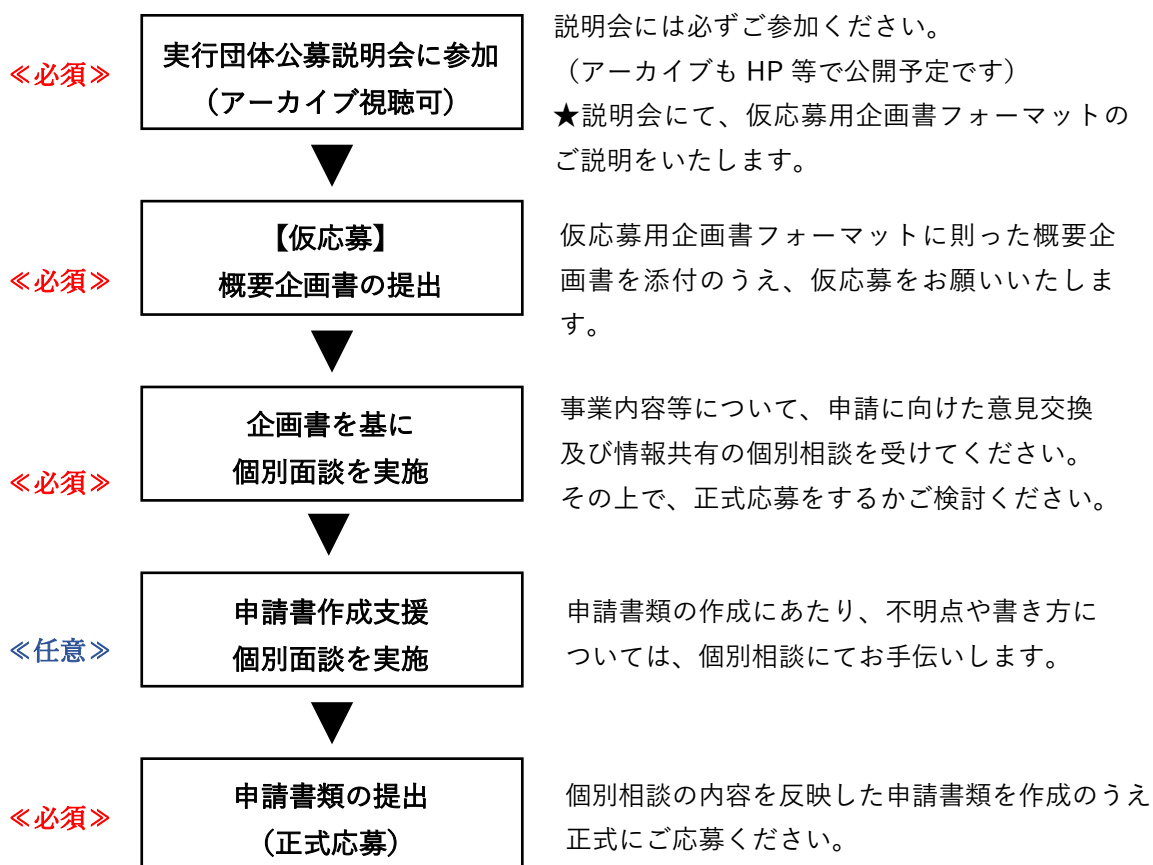 ≪必須≫
実行団体公募説明会に参加
（アーカイブ視聴可）
説明会には必ずご参加ください。
（アーカイブも HP 等で公開予定です）
★説明会にて、仮応募用企画書フォーマットの
ご説明をいたします。
▼
≪必須≫
【仮応募】
概要企画書の提出
仮応募用企画書フォーマットに則った概要企
画書を添付のうえ、仮応募をお願いいたしま
す。
▼
≪必須≫
企画書を基に
個別面談を実施
事業内容等について、申請に向けた意見交換
及び情報共有の個別相談を受けてください。
その上で、正式応募をするかご検討ください。
▼
≪任意≫
申請書作成支援
個別面談を実施
申請書類の作成にあたり、不明点や書き方に
ついては、個別相談にてお手伝いします。
▼
≪必須≫
申請書類の提出
（正式応募）
個別相談の内容を反映した申請書類を作成のうえ
正式にご応募ください。